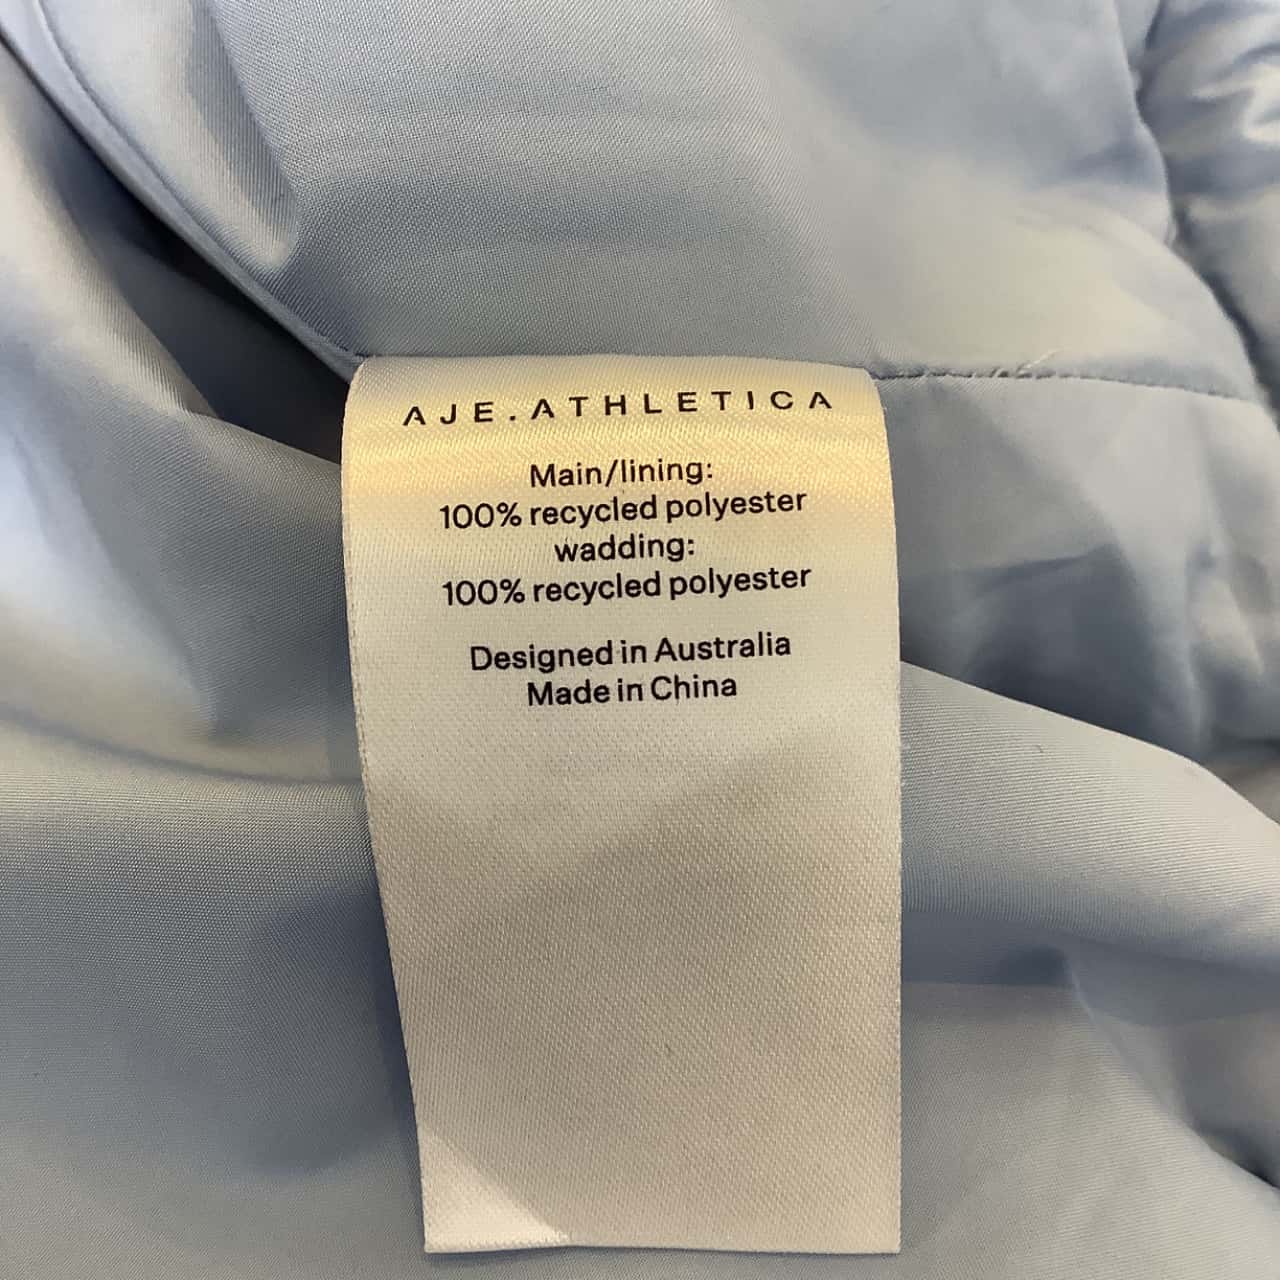 AJE.ATHLETICA
Main/lining:
100% recycled polyester
wadding:
100% recycled polyester
Designed in Australia
Made in China